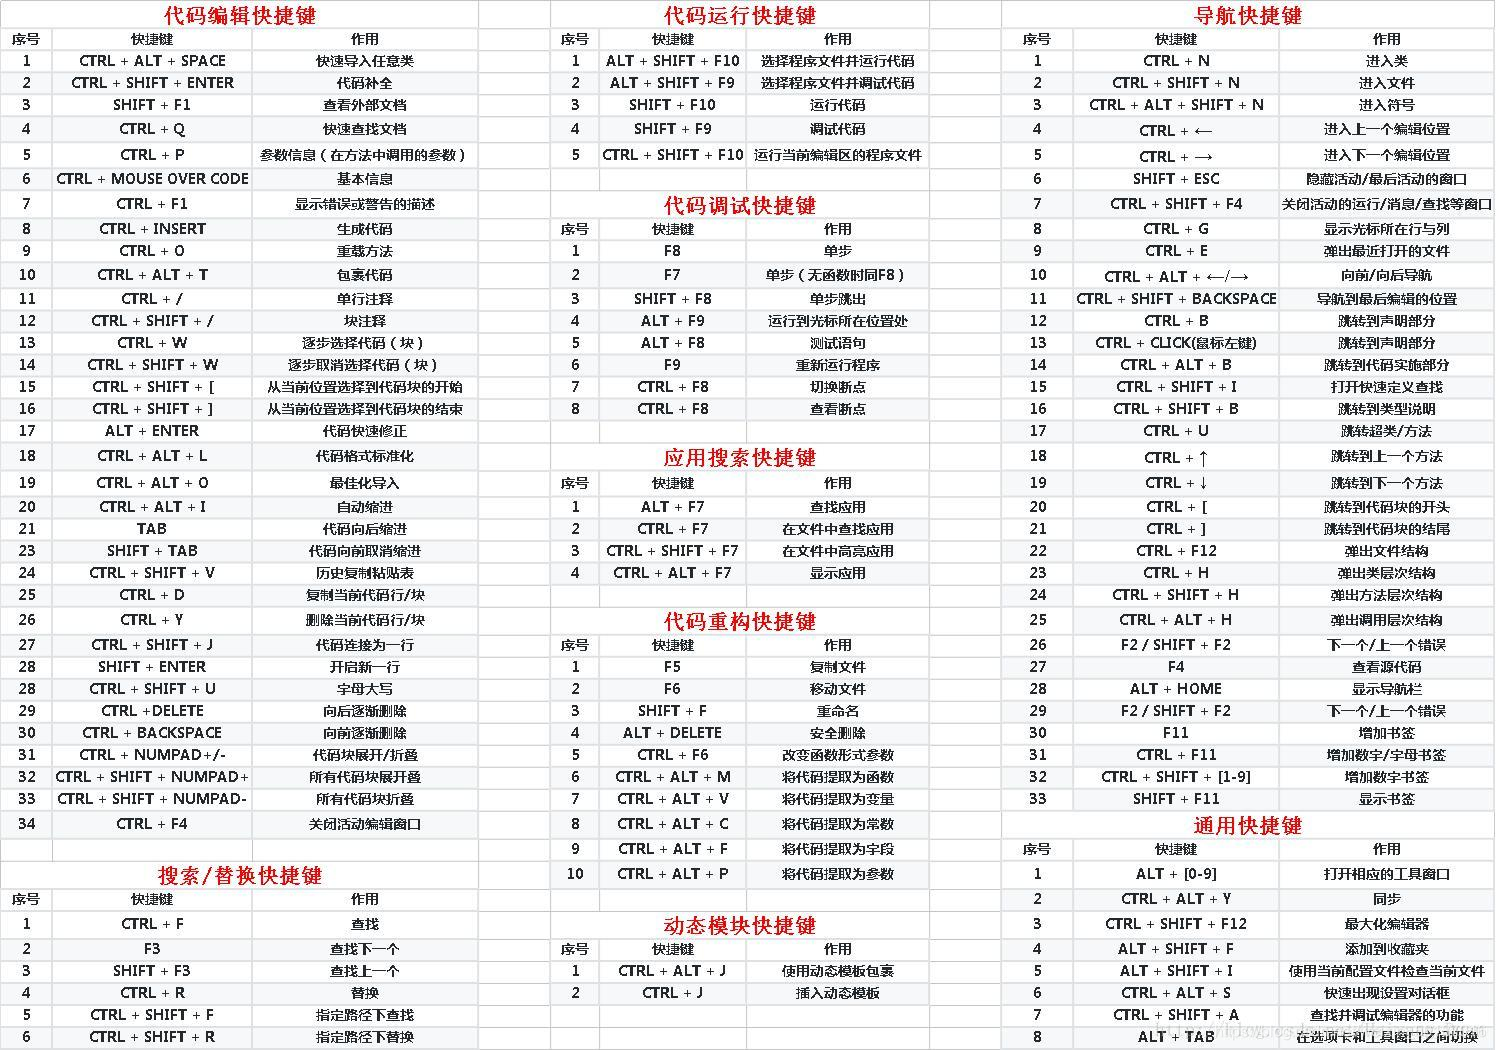 代码编辑快捷键
序号 快捷键 作用
1 CTRL + ALT + SPACE 快速导入任意类
2 CTRL + SHIFT + ENTER 代码补全
3 SHIFT + F1 查看外部文档
4 CTRL + Q 快速查找文档
5 CTRL + P 参数信息（在方法中调用的参数）
6 CTRL + MOUSE OVER CODE 基本信息
7 CTRL + F1 显示错误或警告的描述
8 CTRL + INSERT 生成代码
9 CTRL + O 重载方法
10 CTRL + ALT + T 包裹代码
11 CTRL + / 单行注释
12 CTRL + SHIFT + / 块注释
13 CTRL + W 逐步选择代码（块）
14 CTRL + SHIFT + W 逐步取消选择代码（块）
15 CTRL + SHIFT + [ 从当前位置选择到代码块的开始
16 CTRL + SHIFT + ] 从当前位置选择到代码块的结束
17 ALT + ENTER 代码快速修正
18 CTRL + ALT + L 代码格式标准化
19 CTRL + ALT + O 最佳化导入
20 CTRL + ALT + I 自动缩进
21 TAB 代码向后缩进
23 SHIFT + TAB 代码向前取消缩进
24 CTRL + SHIFT + V 历史复制粘贴表
25 CTRL + D 复制当前代码行/块
26 CTRL + Y 删除当前代码行/块
27 CTRL + SHIFT + J 代码连接为一行
28 SHIFT + ENTER 开启新一行
28 CTRL + SHIFT + U 字母大写
29 CTRL +DELETE 向后逐渐删除
30 CTRL + BACKSPACE 向前逐渐删除
31 CTRL + NUMPAD+/- 代码块展开/折叠
32 CTRL + SHIFT + NUMPAD+ 所有代码块展开叠
33 CTRL + SHIFT + NUMPAD- 所有代码块折叠
34 CTRL + F4 关闭活动编辑窗口
搜索/替换快捷键
序号 快捷键 作用
1 CTRL + F 查找
2 F3 查找下一个
3 SHIFT + F3 查找上一个
4 CTRL + R 替换
5 CTRL + SHIFT + F 指定路径下查找
6 CTRL + SHIFT + R 指定路径下替换
代码运行快捷键
序号 快捷键 作用
1 ALT + SHIFT + F10 选择程序文件并运行代码
2 ALT + SHIFT + F9 选择程序文件并调试代码
3 SHIFT + F10 运行代码
4 SHIFT + F9 调试代码
5 CTRL + SHIFT + F10 运行当前编辑区的程序文件
代码调试快捷键
序号 快捷键 作用
1 F8 单步
2 F7 单步（无函数时同F8）
3 SHIFT + F8 单步跳出
4 ALT + F9 运行到光标所在位置处
5 ALT + F8 测试语句
6 F9 重新运行程序
7 CTRL + F8 切换断点
8 CTRL + F8 查看断点
应用搜索快捷键
序号 快捷键 作用
1 ALT + F7 查找应用
2 CTRL + F7 在文件中查找应用
3 CTRL + SHIFT + F7 在文件中高亮应用
4 CTRL + ALT + F7 显示应用
代码重构快捷键
序号 快捷键 作用
1 F5 复制文件
2 F6 移动文件
3 SHIFT + F 重命名
4 ALT + DELETE 安全删除
5 CTRL + F6 改变函数形式参数
6 CTRL + ALT + M 将代码提取为函数
7 CTRL + ALT + V 将代码提取为变量
8 CTRL + ALT + C 将代码提取为常数
9 CTRL + ALT + F 将代码提取为字段
10 CTRL + ALT + P 将代码提取为参数
动态模块快捷键
序号 快捷键 作用
1 CTRL + ALT + J 使用动态模板包裹
2 CTRL + J 插入动态模板
导航快捷键
序号 快捷键 作用
1 CTRL + N 进入类
2 CTRL + SHIFT + N 进入文件
3 CTRL + ALT + SHIFT + N 进入符号
4 CTRL + ← 进入上一个编辑位置
5 CTRL + → 进入下一个编辑位置
6 SHIFT + ESC 隐藏活动/最后活动的窗口
7 CTRL + SHIFT + F4 关闭活动的运行/消息/查找等窗口
8 CTRL + G 显示光标所在行与列
9 CTRL + E 弹出最近打开的文件
10 CTRL + ALT + ←/→ 向前/向后导航
11 CTRL + SHIFT + BACKSPACE 导航到最后编辑的位置
12 CTRL + B 跳转到声明部分
13 CTRL + CLICK(鼠标左键) 跳转到声明部分
14 CTRL + ALT + B 跳转到代码实施部分
15 CTRL + SHIFT + I 打开快速定义查找
16 CTRL + SHIFT + B 跳转到类型说明
17 CTRL + U 跳转超类/方法
18 CTRL + ↑ 跳转到上一个方法
19 CTRL + ↓ 跳转到下一个方法
20 CTRL + [ 跳转到代码块的开头
21 CTRL + ] 跳转到代码块的结尾
22 CTRL + F12 弹出文件结构
23 CTRL + H 弹出类层次结构
24 CTRL + SHIFT + H 弹出方法层次结构
25 CTRL + ALT + H 弹出调用层次结构
26 F2 / SHIFT + F2 下一个/上一个错误
27 F4 查看源代码
28 ALT + HOME 显示导航栏
29 F2 / SHIFT + F2 下一个/上一个错误
30 F11 增加书签
31 CTRL + F11 增加数字/字母书签
32 CTRL + SHIFT + [1-9] 增加数字书签
33 SHIFT + F11 显示书签
通用快捷键
序号 快捷键 作用
1 ALT + [0-9] 打开相应的工具窗口
2 CTRL + ALT + Y 同步
3 CTRL + SHIFT + F12 最大化编辑器
4 ALT + SHIFT + F 添加到收藏夹
5 ALT + SHIFT + I 使用当前配置文件检查当前文件
6 CTRL + ALT + S 快速出现设置对话框
7 CTRL + SHIFT + A 查找并调试编辑器的功能
8 ALT + TAB 在选项卡和工具窗口之间切换